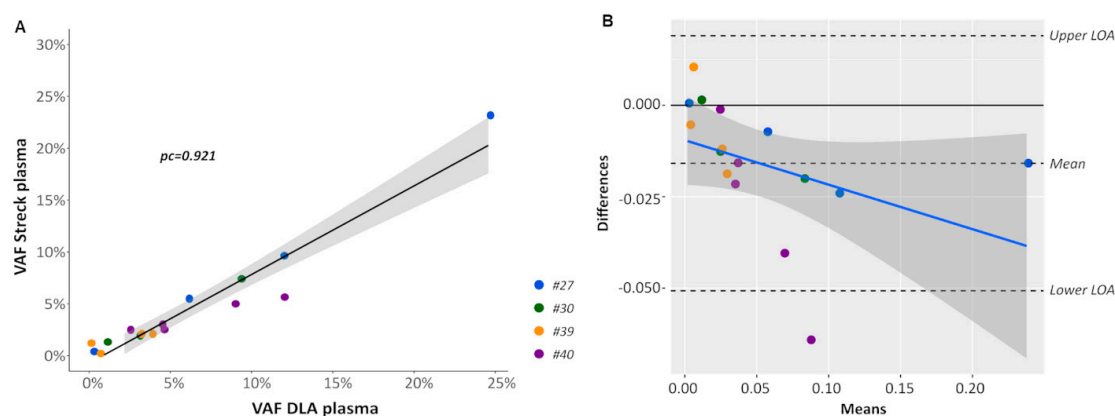 A
VAF Streck plasma
30%
25%
20%
15%
10%
5%
0%
pc=0.921
0%
5%
10%
15%
20%
25%
VAF DLA plasma
#27
#30
#39
#40
B
Differences
0.000
-0.025
-0.050
Upper LOA
Mean
Lower LOA
0.00
0.05
0.10
0.15
0.20
Means